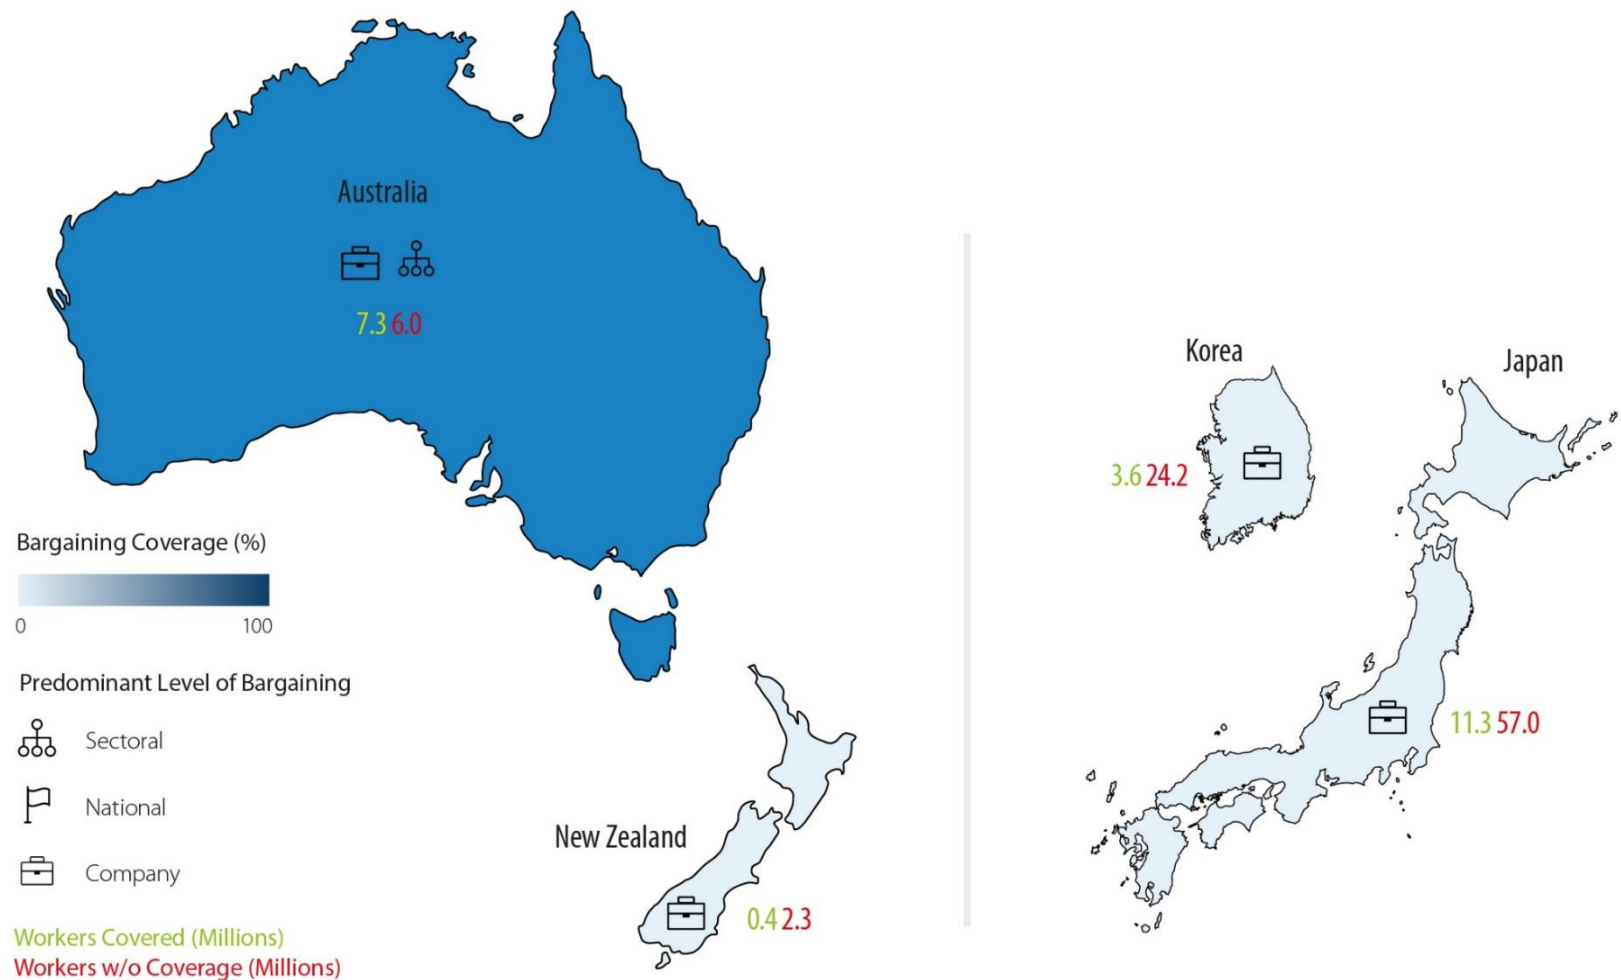 Australia
7.3 6.0
Korea
Japan
3.6 24.2
Bargaining Coverage (%)
0 100
Predominant Level of Bargaining
Sectoral
National
Company
11.3 57.0
New Zealand
0.4 2.3
Workers Covered (Millions)
Workers w/o Coverage (Millions)